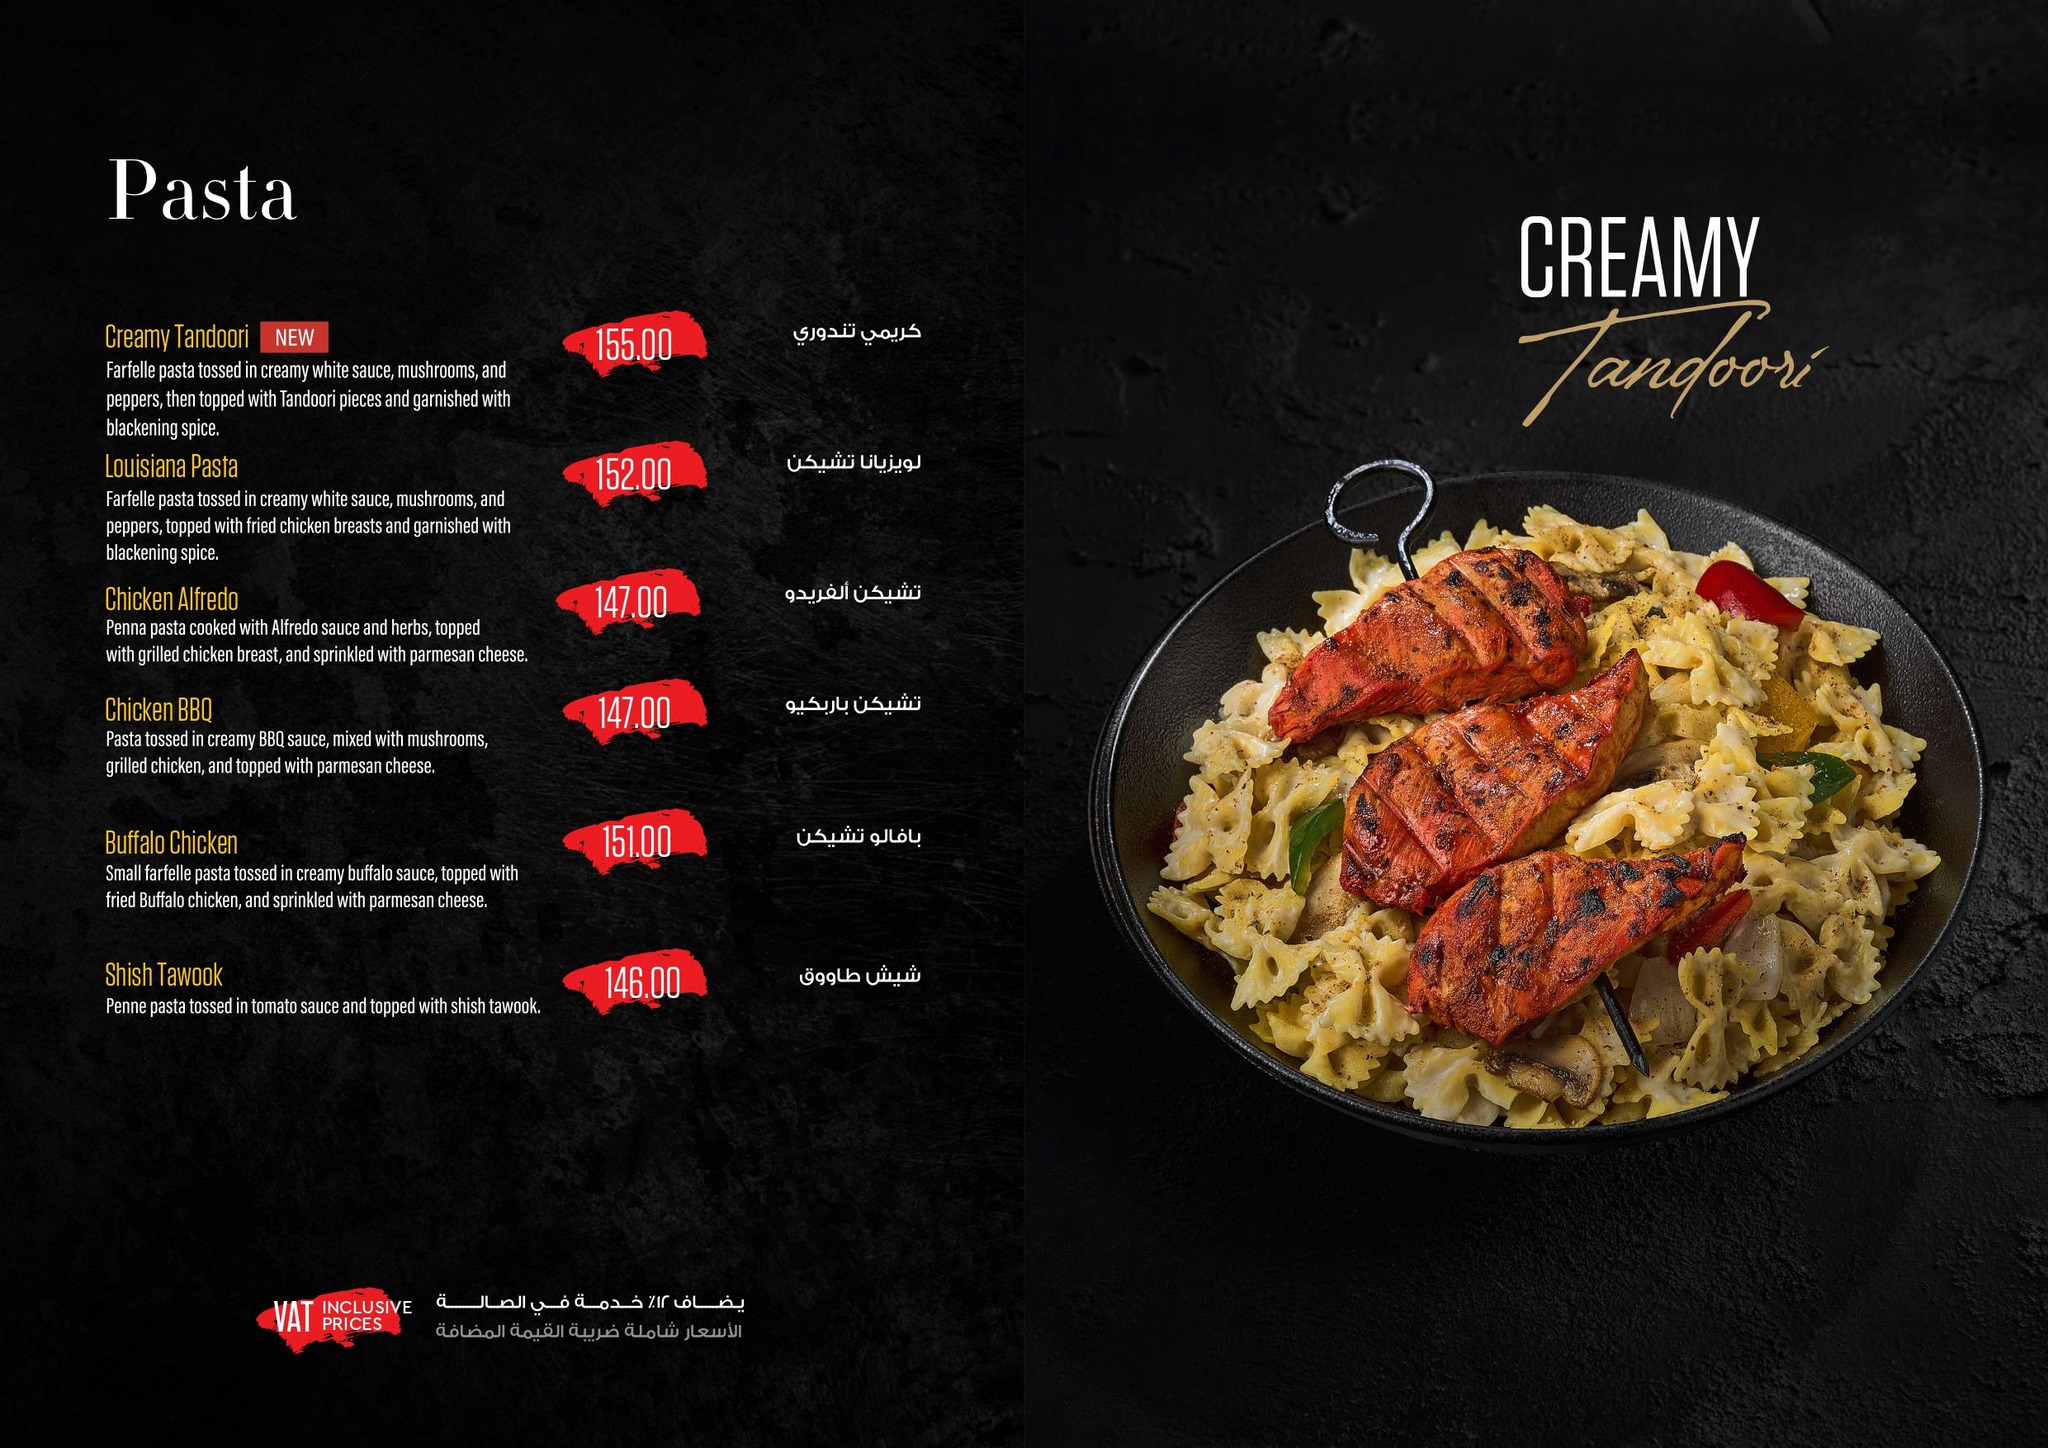 Pasta
Creamy Tandoori NEW
155.00
كريمي تندوري
Farfelle pasta tossed in creamy white sauce, mushrooms, and
peppers, then topped with Tandoori pieces and garnished with
blackening spice.
Louisiana Pasta
152.00
لويزيانا تشيكن
Farfelle pasta tossed in creamy white sauce, mushrooms, and
peppers, topped with fried chicken breasts and garnished with
blackening spice.
Chicken Alfredo
147.00
تشيكن ألفريدو
Penna pasta cooked with Alfredo sauce and herbs, topped
with grilled chicken breast, and sprinkled with parmesan cheese.
Chicken BBQ
147.00
تشيكن باربكيو
Pasta tossed in creamy BBQ sauce, mixed with mushrooms,
grilled chicken, and topped with parmesan cheese.
Buffalo Chicken
151.00
بافالو تشيكن
Small farfelle pasta tossed in creamy buffalo sauce, topped with
fried Buffalo chicken, and sprinkled with parmesan cheese.
Shish Tawook
146.00
شيش طاووق
Penne pasta tossed in tomato sauce and topped with shish tawook.
VAT INCLUSIVE
PRICES
يضـــاف ١٢٪ خـدمـــة فـــي الصـالـــــــة
الأسعار شاملة ضريبة القيمة المضافة
CREAMY
Tandoori